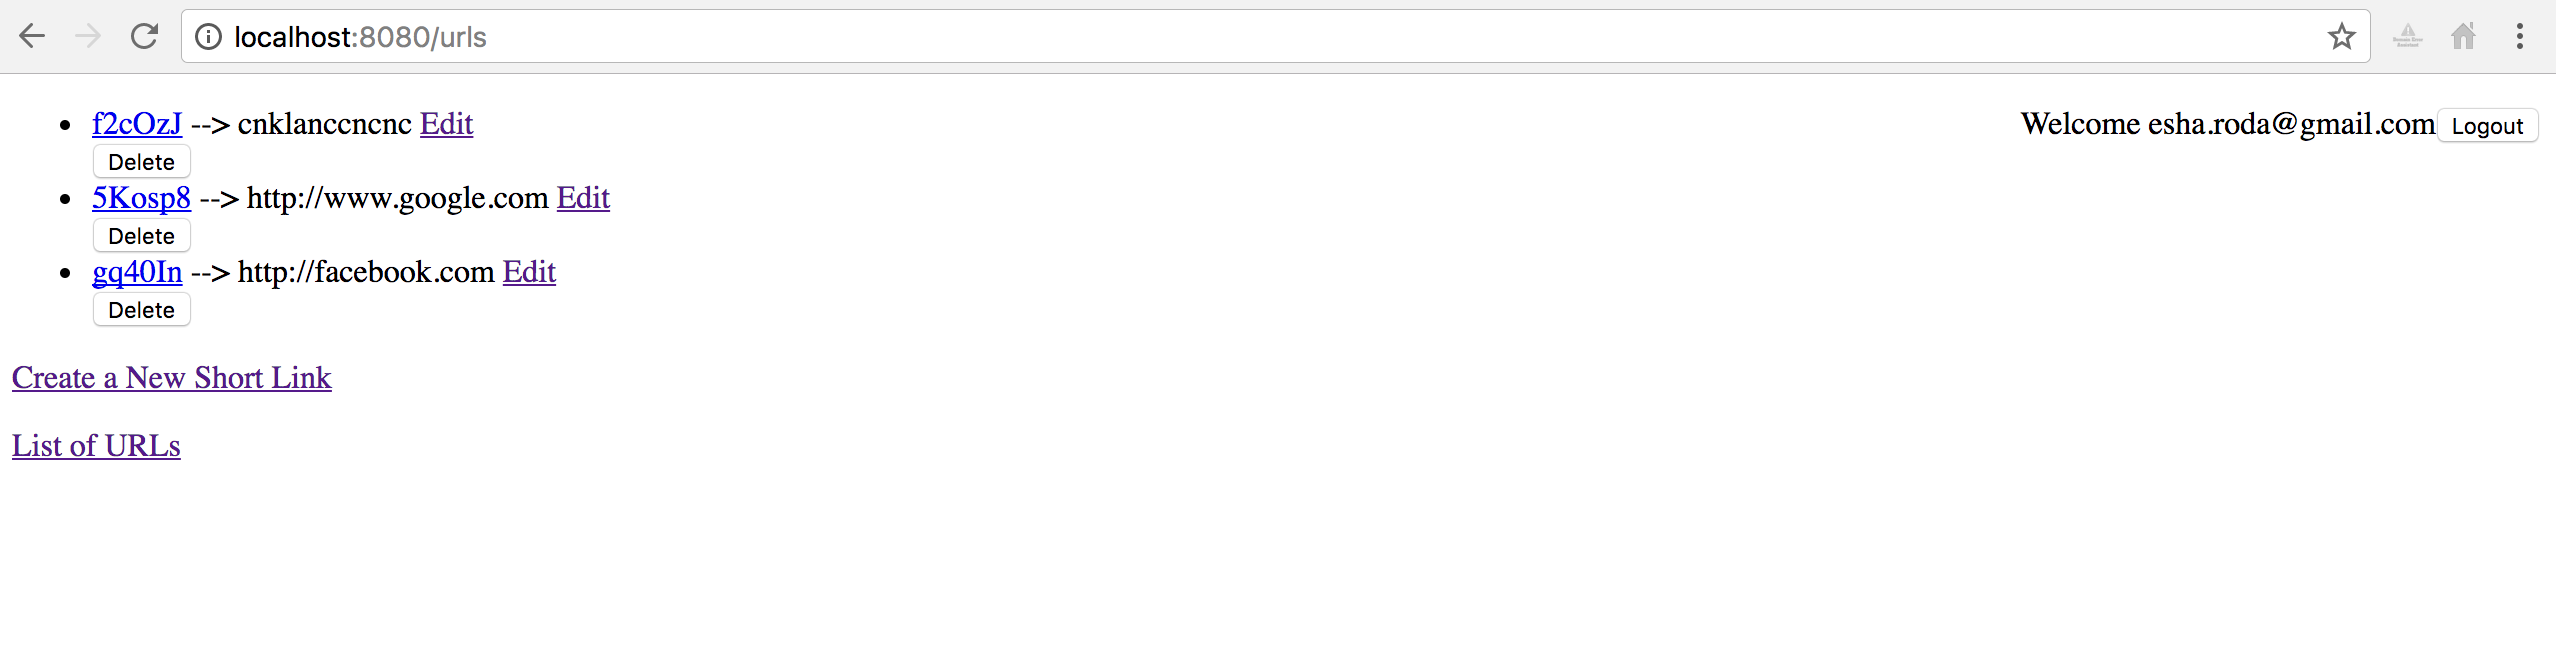 localhost:8080/urls
f2cOzJ --> cnklanccncnc Edit
Welcome esha.roda@gmail.com Logout
Delete
5Kosp8 --> http://www.google.com Edit
Delete
gq40In --> http://facebook.com Edit
Delete
Create a New Short Link
List of URLs